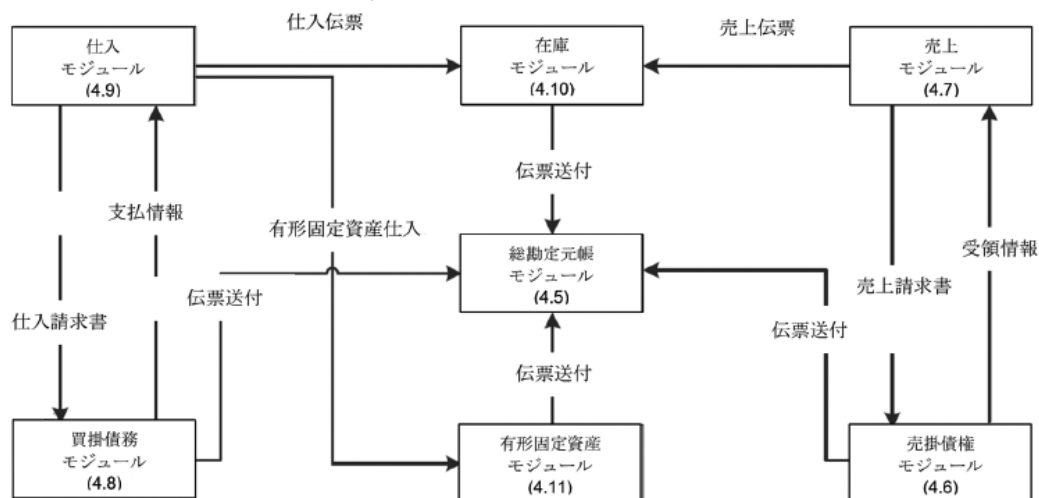 仕入伝票
売上伝票
仕入
モジュール
(4.9)
在庫
モジュール
(4.10)
売上
モジュール
(4.7)
伝票送付
支払情報
有形固定資産仕入
総勘定元帳
モジュール
(4.5)
受領情報
伝票送付
売上請求書
仕入請求書
伝票送付
伝票送付
買掛債務
モジュール
(4.8)
有形固定資産
モジュール
(4.11)
売掛債権
モジュール
(4.6)